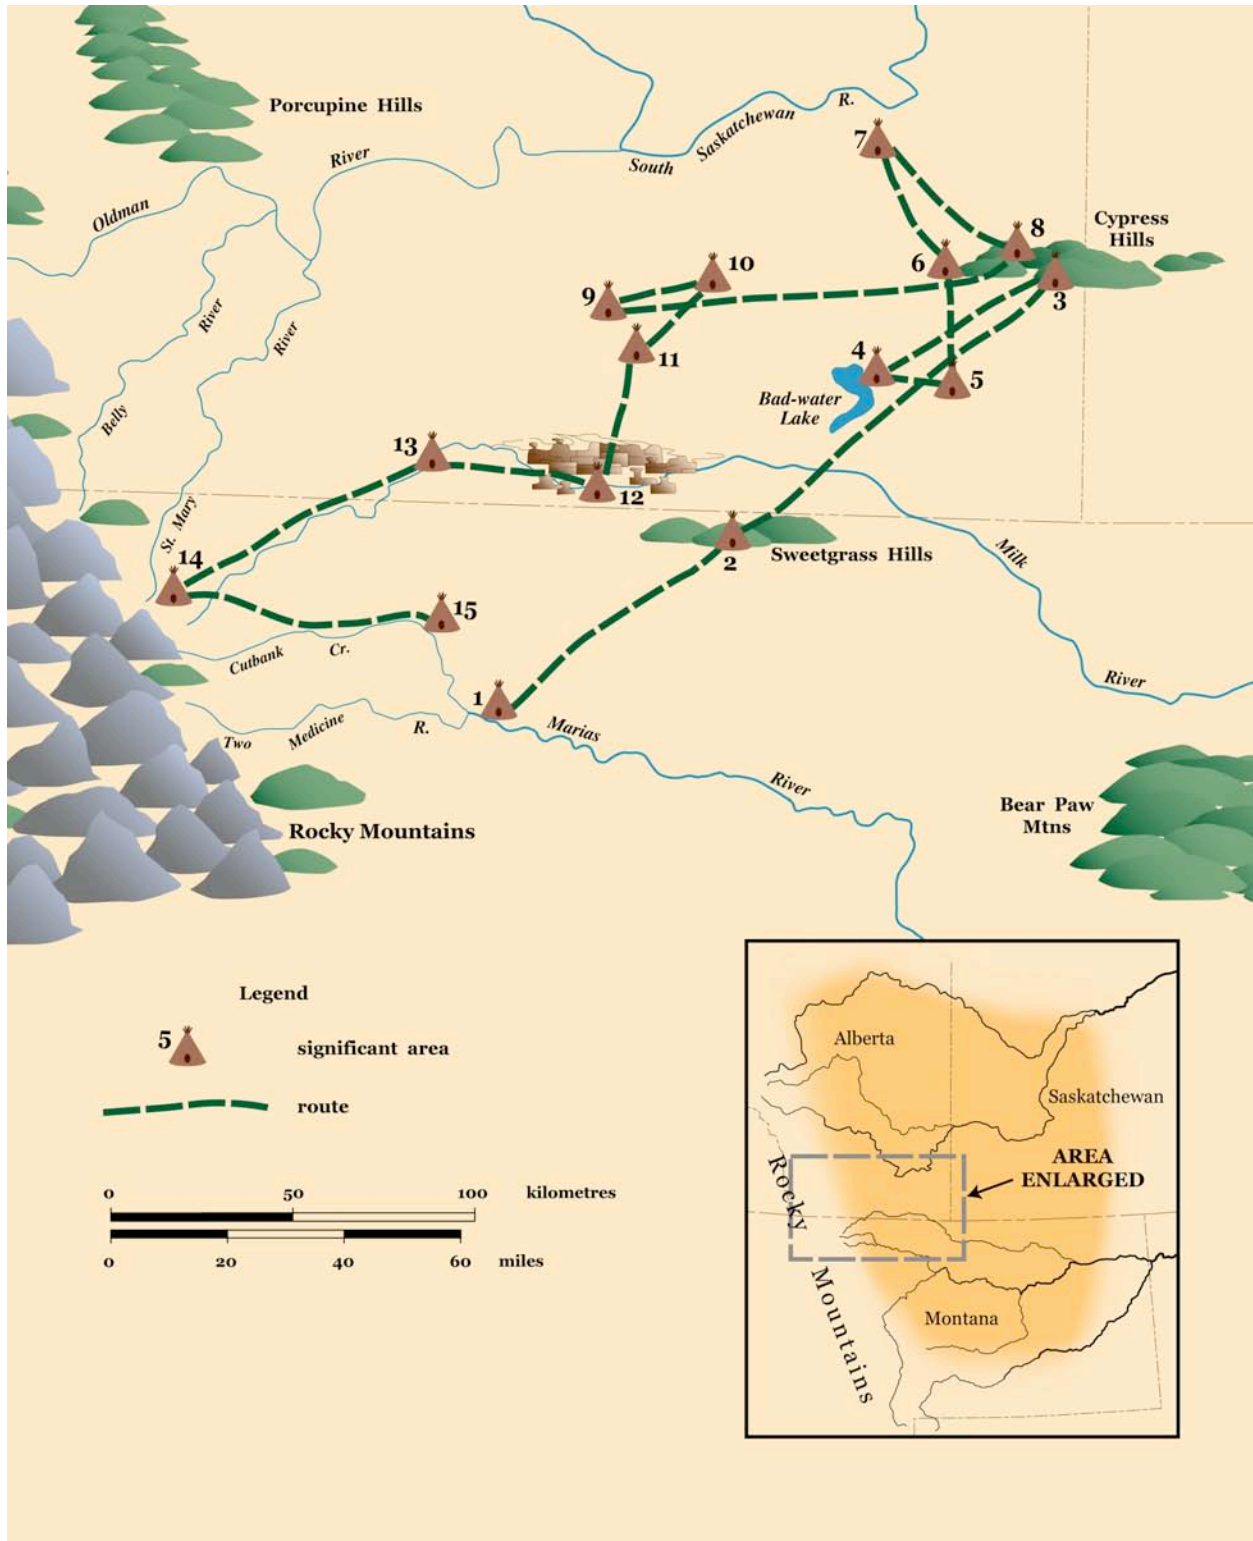 Porcupine Hills
R.
Saskatchewan
South
7
River
Oldman
8
Cypress
Hills
6
10
3
9
River
River
11
4
5
Bad-water
Lake
Belly
13
12
St. Mary
2
Sweetgrass Hills
Milk
14
15
Cutbank Cr.
River
1
Two Medicine R.
Marias
River
Bear Paw
Mtns
Rocky Mountains
Legend
5 significant area
route
0 50 100 kilometres
0 20 40 60 miles
Alberta
Saskatchewan
AREA
ENLARGED
Rocky
Mountains
Montana